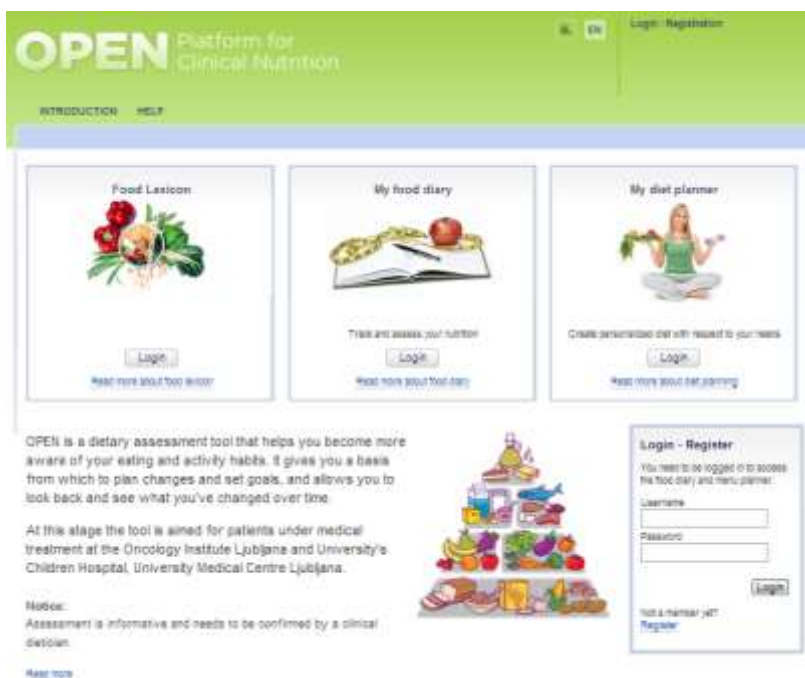 OPEN Platform for
Clinical Nutrition
SL EN
Login / Registration
INTRODUCTION HELP
Food Lexicon
Login
Read more about food lexicon
My food diary
Track and assess your nutrition
Login
Read more about food diary
My diet planner
Create personalized diet with respect to your needs
Login
Read more about diet planning
OPEN is a dietary assessment tool that helps you become more
aware of your eating and activity habits. It gives you a basis
from which to plan changes and set goals, and allows you to
look back and see what you've changed over time.
At this stage the tool is aimed for patients under medical
treatment at the Oncology Institute Ljubljana and University's
Children Hospital, University Medical Centre Ljubljana.
Notice:
Assessment is informative and needs to be confirmed by a clinical
dietician.
Read more
Login - Register
You need to be logged in to access
the food diary and menu planner.
Username
Password
Login
Not a member yet?
Register